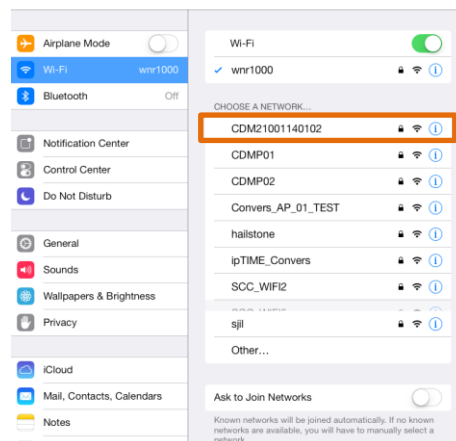 Airplane Mode
Wi-Fi wnr1000
Bluetooth Off
Notification Center
Control Center
Do Not Disturb
General
Sounds
Wallpapers & Brightness
Privacy
iCloud
Mail, Contacts, Calendars
Notes
Wi-Fi
wnr1000
CHOOSE A NETWORK...
CDM21001140102
CDMP01
CDMP02
Convers_AP_01_TEST
hailstone
ipTIME_Convers
SCC_WIFI2
sjil
Other...
Ask to Join Networks
Known networks will be joined automatically. If no known
networks are available, you will have to manually select a
network.